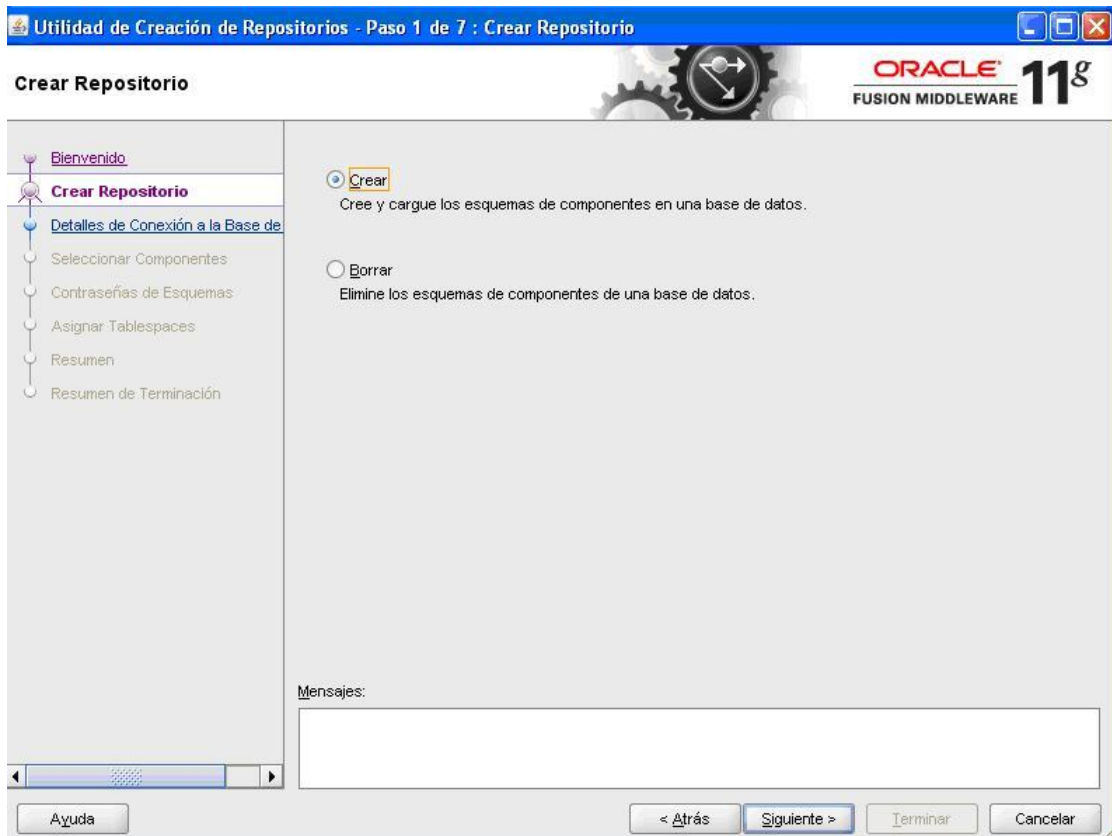 Utilidad de Creación de Repositorios - Paso 1 de 7 : Crear Repositorio
Crear Repositorio
ORACLE
FUSION MIDDLEWARE
11g
Bienvenido
Crear Repositorio
Detalles de Conexión a la Base de
Seleccionar Componentes
Contraseñas de Esquemas
Asignar Tablespaces
Resumen
Resumen de Terminación
Crear
Cree y cargue los esquemas de componentes en una base de datos.
Borrar
Elimine los esquemas de componentes de una base de datos.
Mensajes:
Ayuda
< Atrás
Siguiente >
Terminar
Cancelar